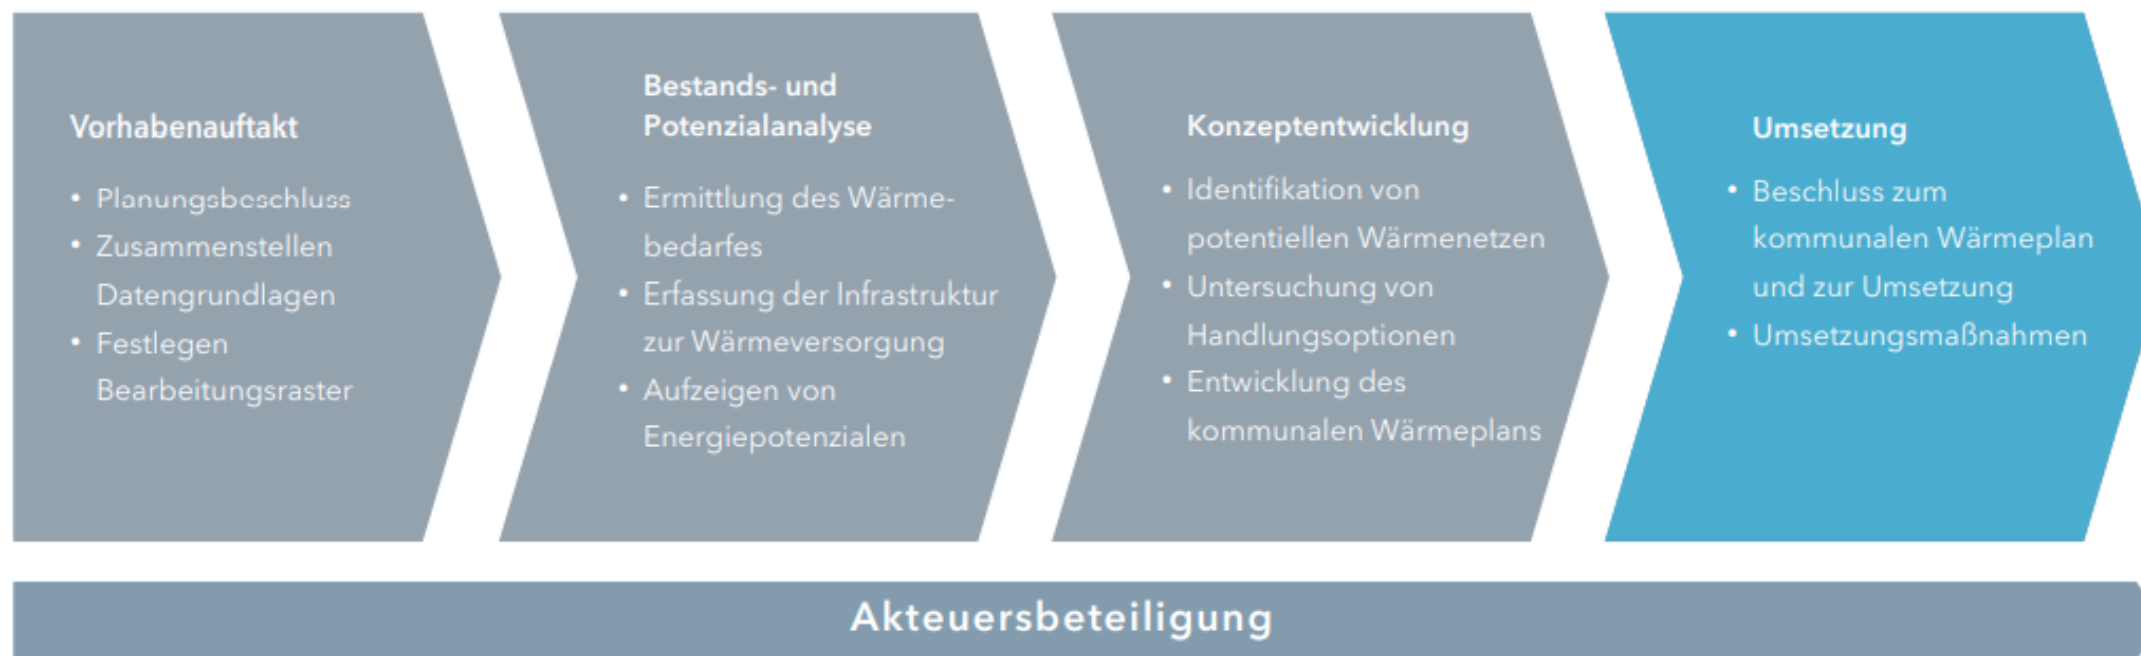 Vorhabenauftakt
• Planungsbeschluss
• Zusammenstellen
Datengrundlagen
• Festlegen
Bearbeitungsraster
Bestands- und
Potenzialanalyse
• Ermittlung des Wärme-
bedarfes
• Erfassung der Infrastruktur
zur Wärmeversorgung
• Aufzeigen von
Energiepotenzialen
Konzeptentwicklung
• Identifikation von
potentiellen Wärmenetzen
• Untersuchung von
Handlungsoptionen
• Entwicklung des
kommunalen Wärmeplans
Umsetzung
• Beschluss zum
kommunalen Wärmeplan
und zur Umsetzung
• Umsetzungsmaßnahmen
Akteuersbeteiligung